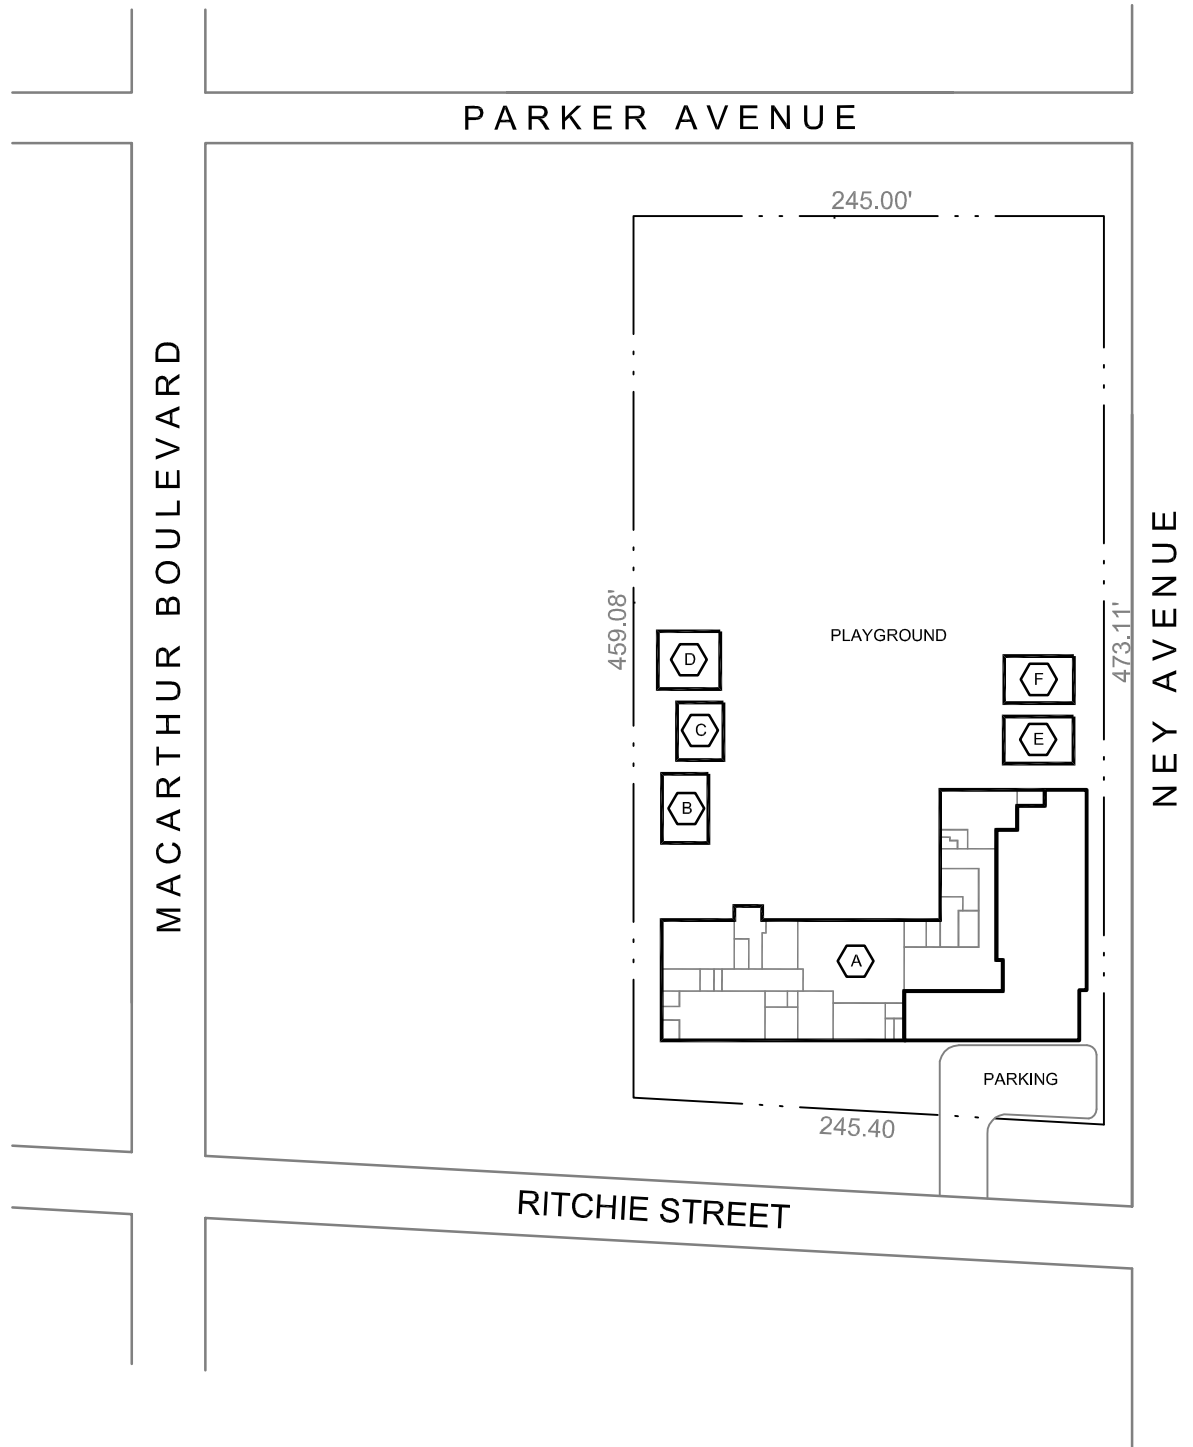 PARKER AVENUE
245.00'
MACARTHUR BOULEVARD
NEY AVENUE
459.08'
473.11'
PLAYGROUND
D
F
C
E
B
A
PARKING
245.40
RITCHIE STREET